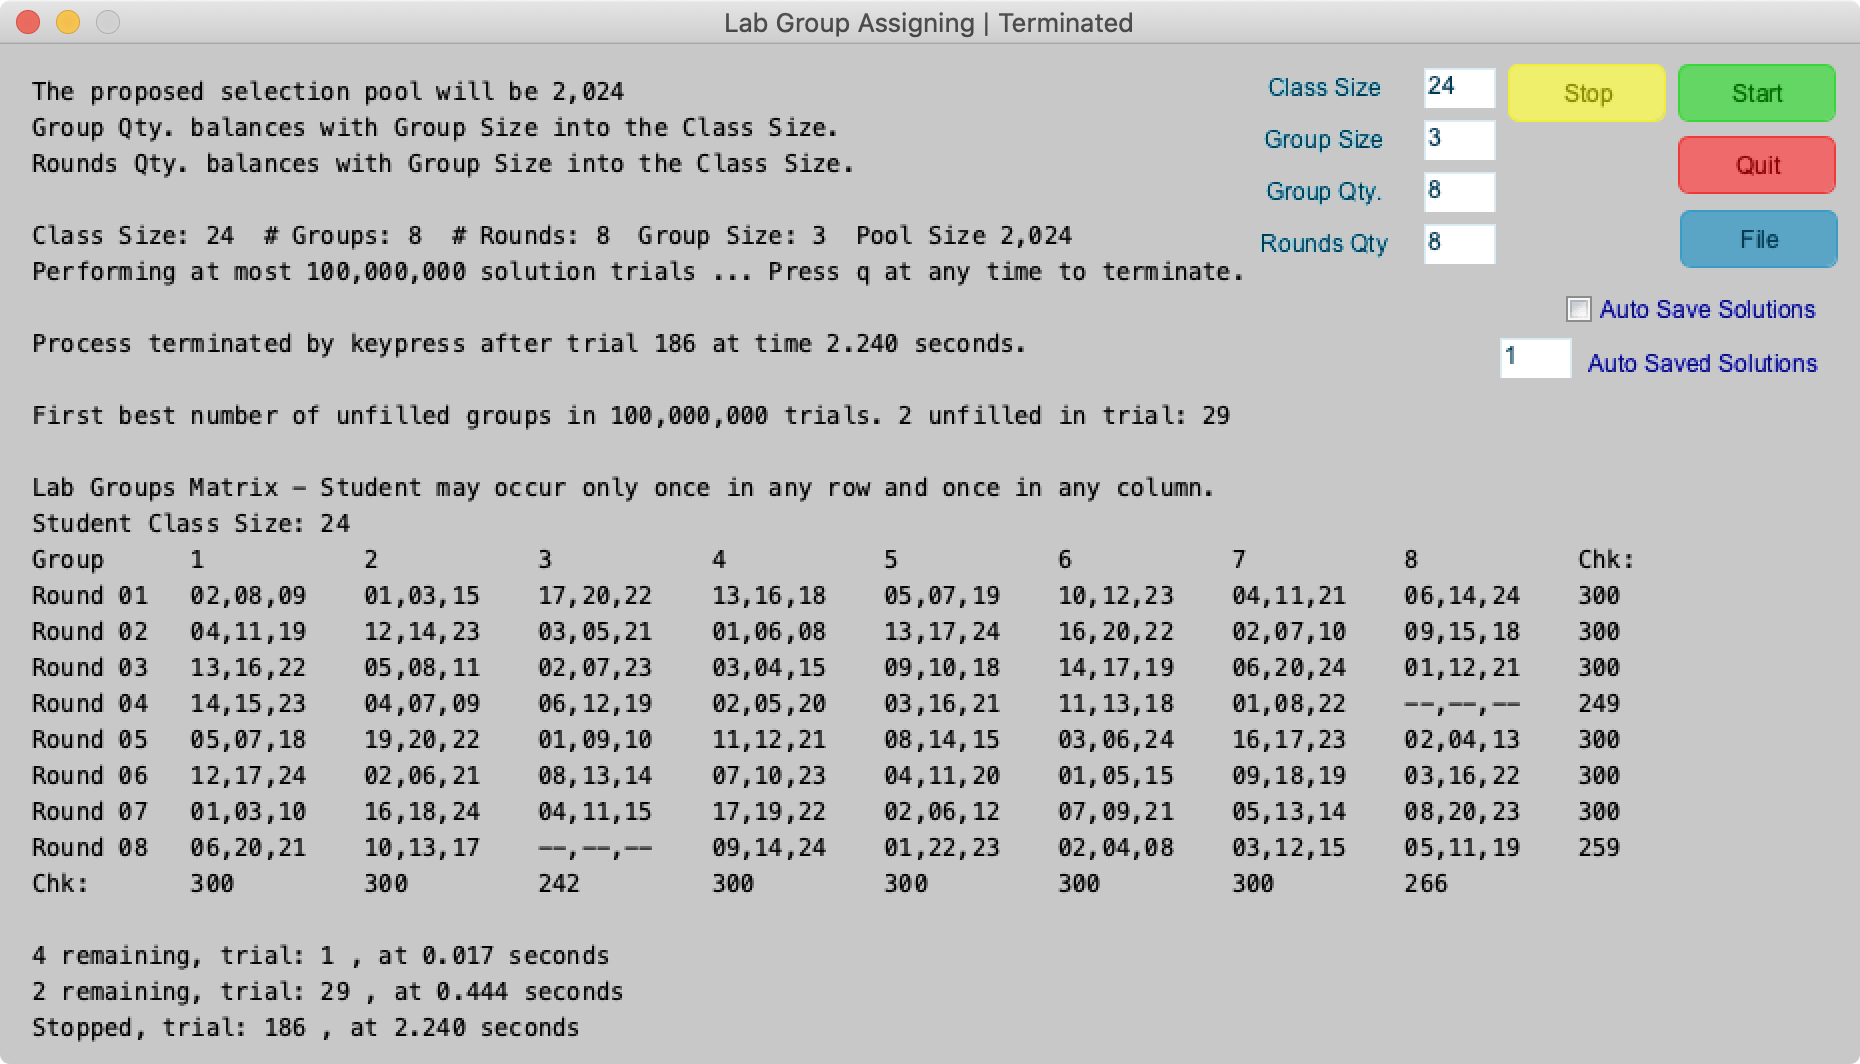 Lab Group Assigning | Terminated
The proposed selection pool will be 2,024
Group Qty. balances with Group Size into the Class Size.
Rounds Qty. balances with Group Size into the Class Size.
Class Size: 24  # Groups: 8  # Rounds: 8  Group Size: 3  Pool Size 2,024
Performing at most 100,000,000 solution trials ... Press q at any time to terminate.
Process terminated by keypress after trial 186 at time 2.240 seconds.
First best number of unfilled groups in 100,000,000 trials. 2 unfilled in trial: 29
Class Size 24 Stop Start
Group Size 3 Quit
Group Qty. 8
Rounds Qty 8 File
Auto Save Solutions
1 Auto Saved Solutions
Lab Groups Matrix – Student may occur only once in any row and once in any column.
Student Class Size: 24
Group 1 2 3 4 5 6 7 8 Chk:
Round 01 02,08,09 01,03,15 17,20,22 13,16,18 05,07,19 10,12,23 04,11,21 06,14,24 300
Round 02 04,11,19 12,14,23 03,05,21 01,06,08 13,17,24 16,20,22 02,07,10 09,15,18 300
Round 03 13,16,22 05,08,11 02,07,23 03,04,15 09,10,18 14,17,19 06,20,24 01,12,21 300
Round 04 14,15,23 04,07,09 06,12,19 02,05,20 03,16,21 11,13,18 01,08,22 --,--,-- 249
Round 05 05,07,18 19,20,22 01,09,10 11,12,21 08,14,15 03,06,24 16,17,23 02,04,13 300
Round 06 12,17,24 02,06,21 08,13,14 07,10,23 04,11,20 01,05,15 09,18,19 03,16,22 300
Round 07 01,03,10 16,18,24 04,11,15 17,19,22 02,06,12 07,09,21 05,13,14 08,20,23 300
Round 08 06,20,21 10,13,17 --,--,-- 09,14,24 01,22,23 02,04,08 03,12,15 05,11,19 259
Chk: 300 300 242 300 300 300 300 266
4 remaining, trial: 1 , at 0.017 seconds
2 remaining, trial: 29 , at 0.444 seconds
Stopped, trial: 186 , at 2.240 seconds